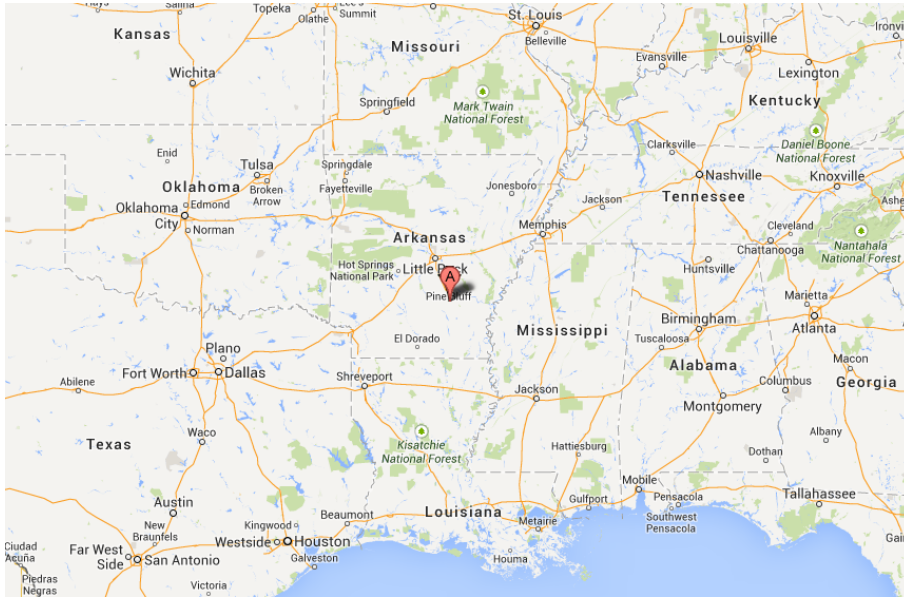 Hays
Salina
Topeka
Lee's
Summit
Olathe
Kansas
Missouri
St. Louis
Belleville
Louisville
Evansville
Lexington
Wichita
Springfield
Mark Twain
National Forest
Kentucky
Daniel Boone
National Forest
Clarksville
Enid
Tulsa
Broken
Arrow
Springdale
Fayetteville
Jonesboro
Nashville
Knoxville
Oklahoma
Edmond
Oklahoma
City
Norman
Jackson
Tennessee
Memphis
Cleveland
Chattanooga
Nantahala
National Forest
Arkansas
Hot Springs
National Park
Little Rock
A
Pine Bluff
Huntsville
Marietta
Atlanta
Mississippi
Birmingham
Tuscaloosa
El Dorado
Plano
Fort Worth
Dallas
Abilene
Shreveport
Jackson
Alabama
Macon
Columbus
Georgia
Montgomery
Waco
Texas
Kisatchie
National Forest
Hattiesburg
Albany
Dothan
Mobile
Pensacola
Southwest
Pensacola
Tallahassee
Gulfport
Louisiana
Metairie
Houma
Beaumont
Austin
New
Braunfels
Kingwood
Westside
Houston
Galveston
Far West
Side
San Antonio
Victoria
Ciudad
Acuña
Piedras
Negras